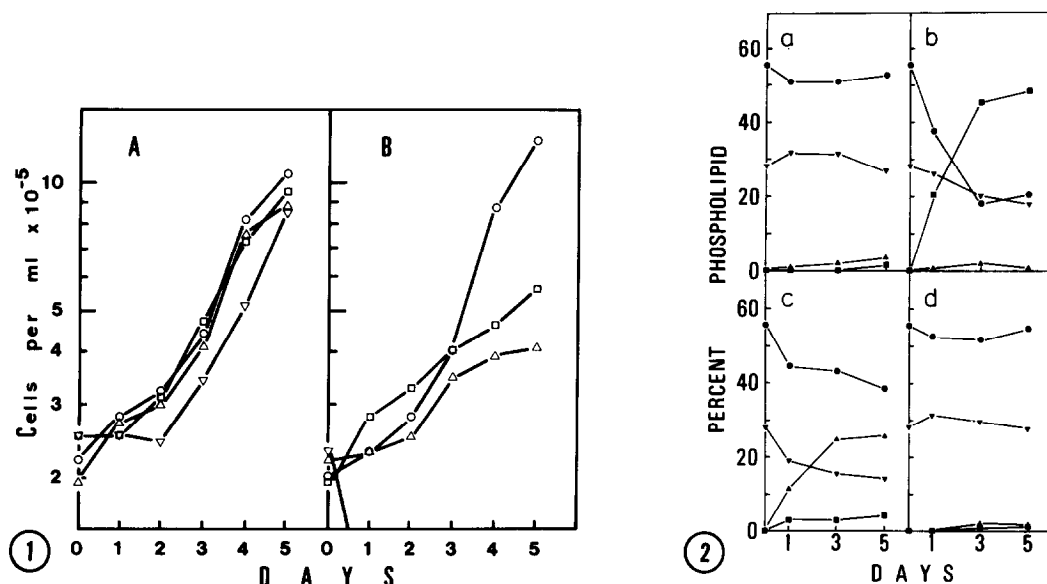 A
B
Cells per ml x 10-5
10
5
4
3
2
0 1 2 3 4 5 0 1 2 3 4 5
DAYS
1
a
b
60
40
20
0
PHOSPHOLIPID
c
d
60
40
20
0
PERCENT
1 3 5 1 3 5
DAYS
2